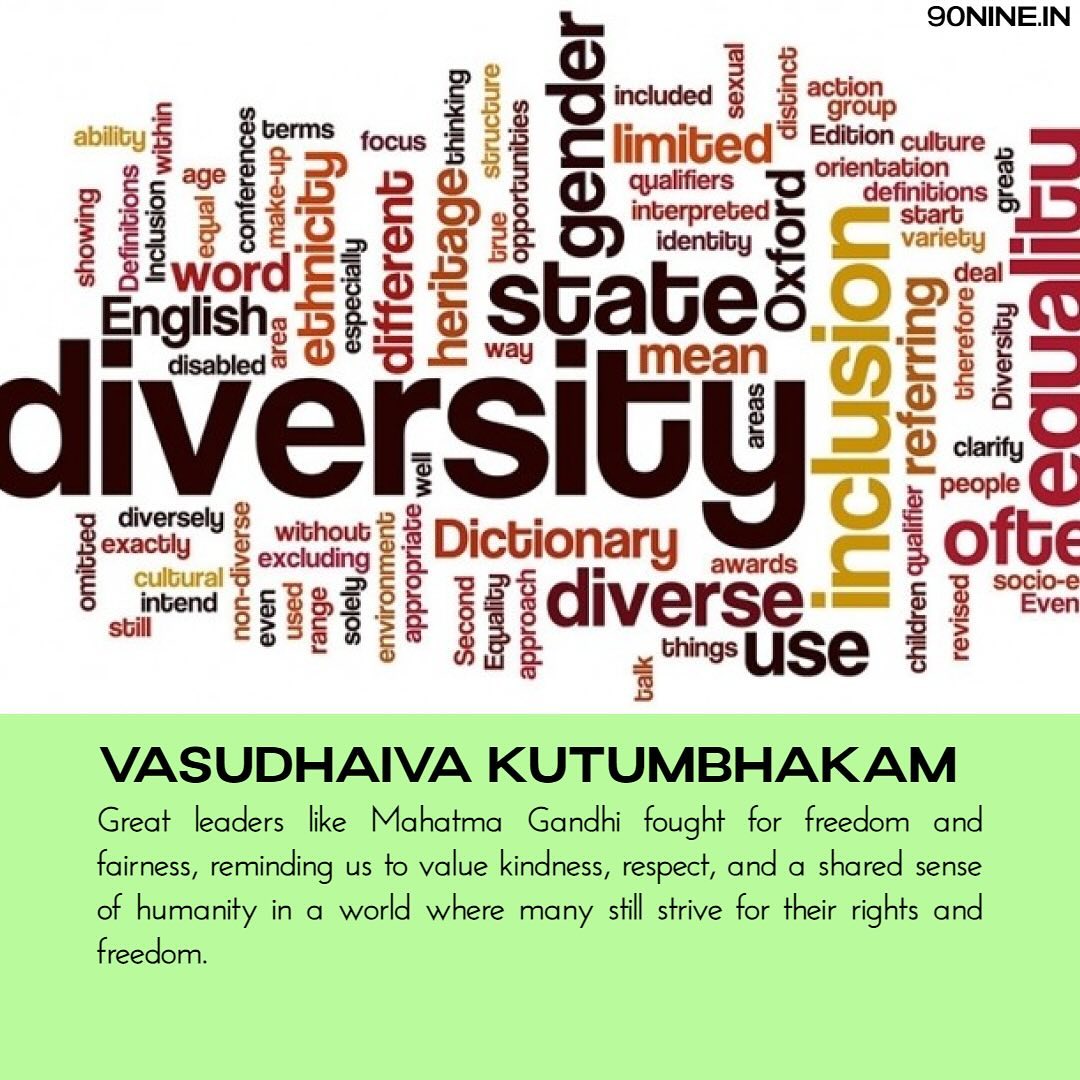 90NINE.IN
gender
included
sexual
distinct
action
group
ability
within
conferences
terms
focus
thinking
structure
opportunities
limited
Edition
culture
orientation
qualifiers
definitions
great
equality
showing
Definitions
Inclusion
equal
age
make-up
ethnicity
especially
different
heritage
true
interpreted
identity
Oxford
start
variety
word
English
area
state
inclusion
referring
deal
therefore
Diversity
disabled
way
mean
diversity
areas
well
clarify
people
often
omitted
diversely
exactly
cultural
intend
still
non-diverse
without
excluding
even
used
range
solely
environment
appropriate
Dictionary
Second
Equality
approach
awards
diverse
things
use
talk
children
qualifier
revised
socio-e
Even
VASUDHAIVA KUTUMBHAKAM
Great leaders like Mahatma Gandhi fought for freedom and
fairness, reminding us to value kindness, respect, and a shared sense
of humanity in a world where many still strive for their rights and
freedom.